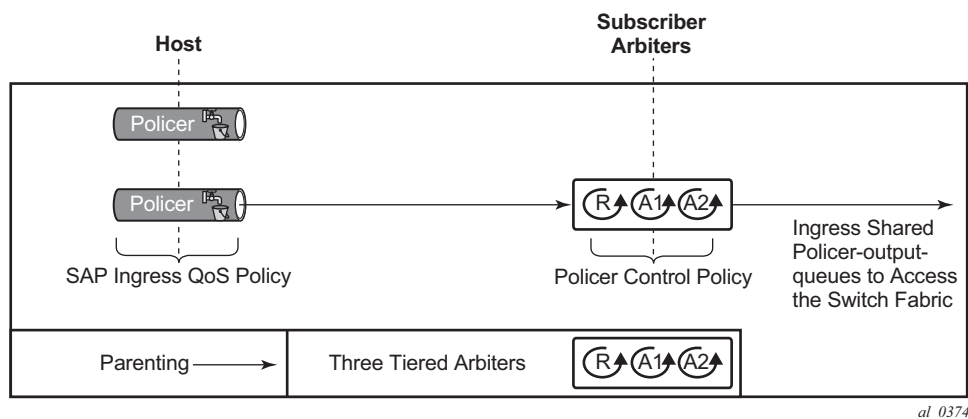 Host
Subscriber
Arbiters
Policer
Policer
R A1 A2
SAP Ingress QoS Policy
Policer Control Policy
Ingress Shared
Policer-output-
queues to Access
the Switch Fabric
Parenting
Three Tiered Arbiters
R A1 A2
al_0374